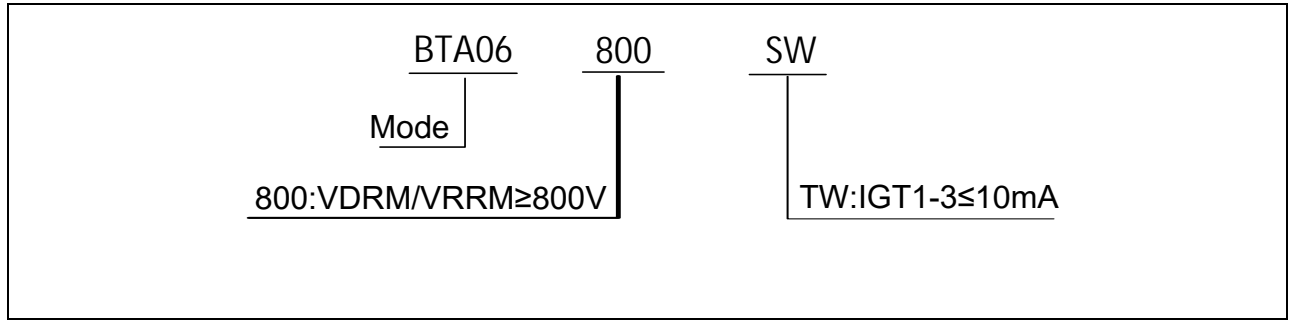 BTA06 800 SW
Mode
800:VDRM/VRRM≥800V TW:IGT1-3≤10mA